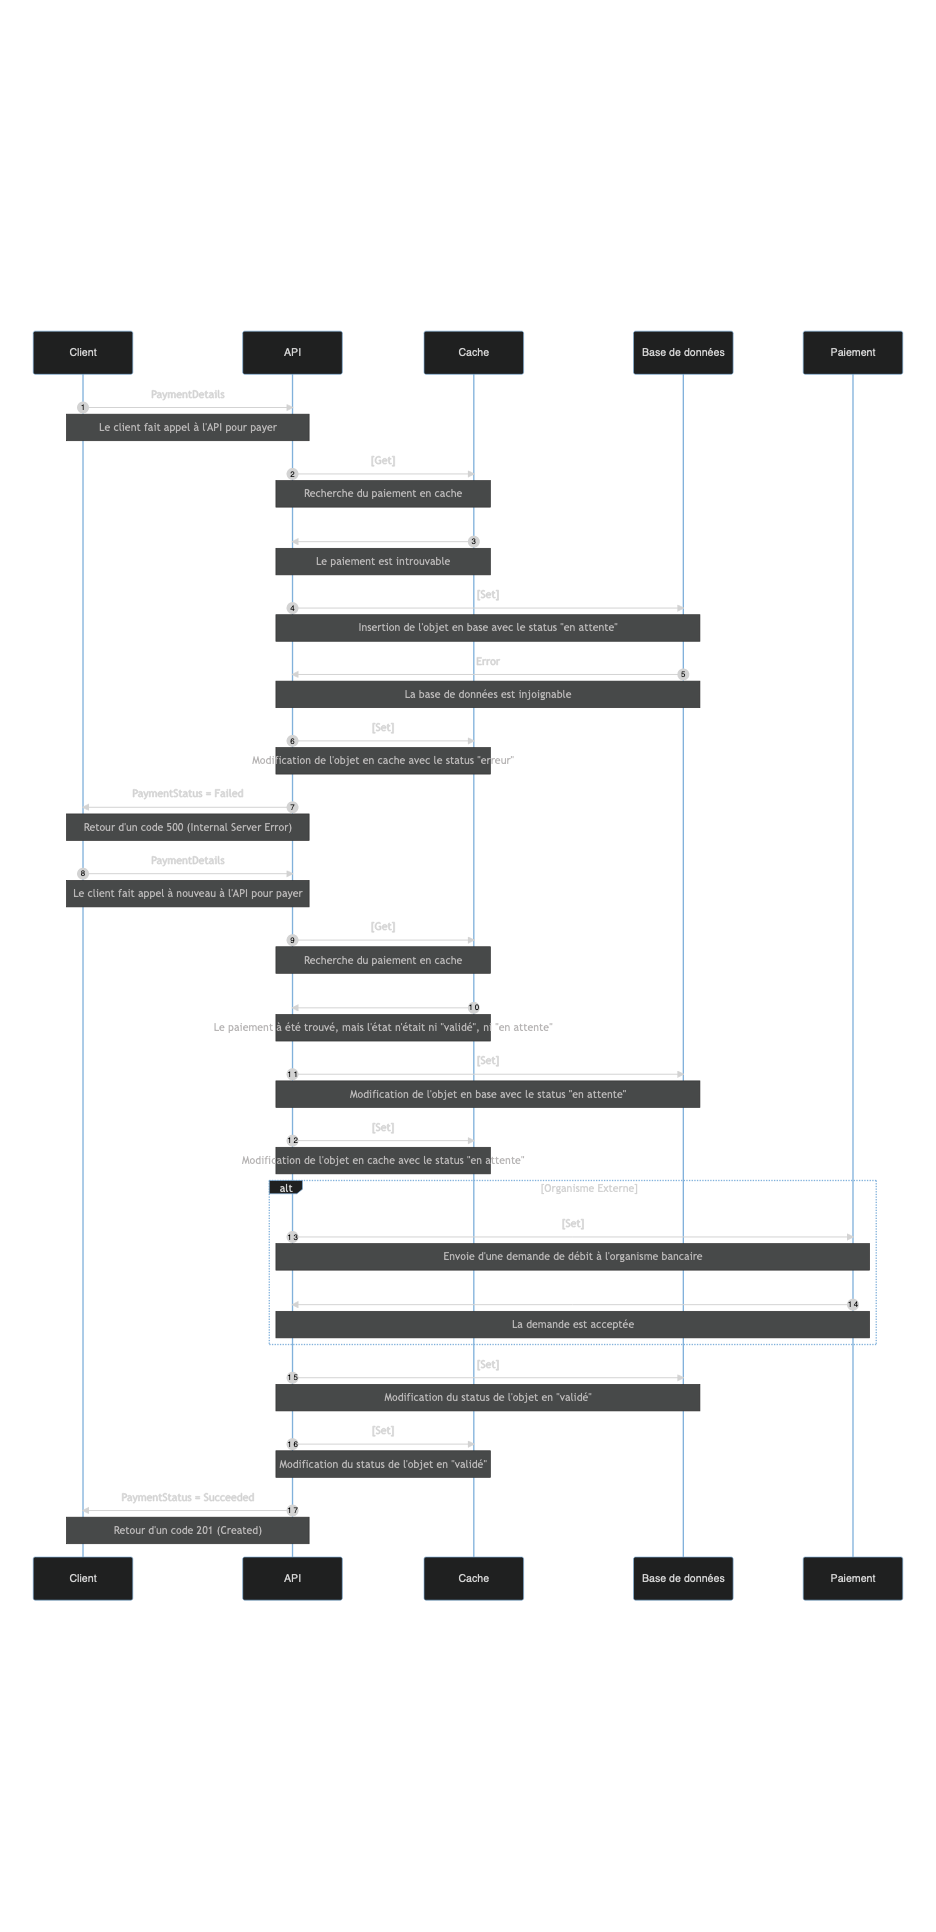 Client
API
Cache
Base de données
Paiement
PaymentDetails
1
Le client fait appel à l'API pour payer
[Get]
2
Recherche du paiement en cache
3
Le paiement est introuvable
[Set]
4
Insertion de l'objet en base avec le status "en attente"
Error
5
La base de données est injoignable
[Set]
6
Modification de l'objet en cache avec le status "erreur"
PaymentStatus = Failed
7
Retour d'un code 500 (Internal Server Error)
PaymentDetails
8
Le client fait appel à nouveau à l'API pour payer
[Get]
9
Recherche du paiement en cache
10
Le paiement à été trouvé, mais l'état n'était ni "validé", ni "en attente"
[Set]
11
Modification de l'objet en base avec le status "en attente"
[Set]
12
Modification de l'objet en cache avec le status "en attente"
alt
[Organisme Externe]
[Set]
13
Envoie d'une demande de débit à l'organisme bancaire
14
La demande est acceptée
[Set]
15
Modification du status de l'objet en "validé"
[Set]
16
Modification du status de l'objet en "validé"
PaymentStatus = Succeeded
17
Retour d'un code 201 (Created)
Client
API
Cache
Base de données
Paiement